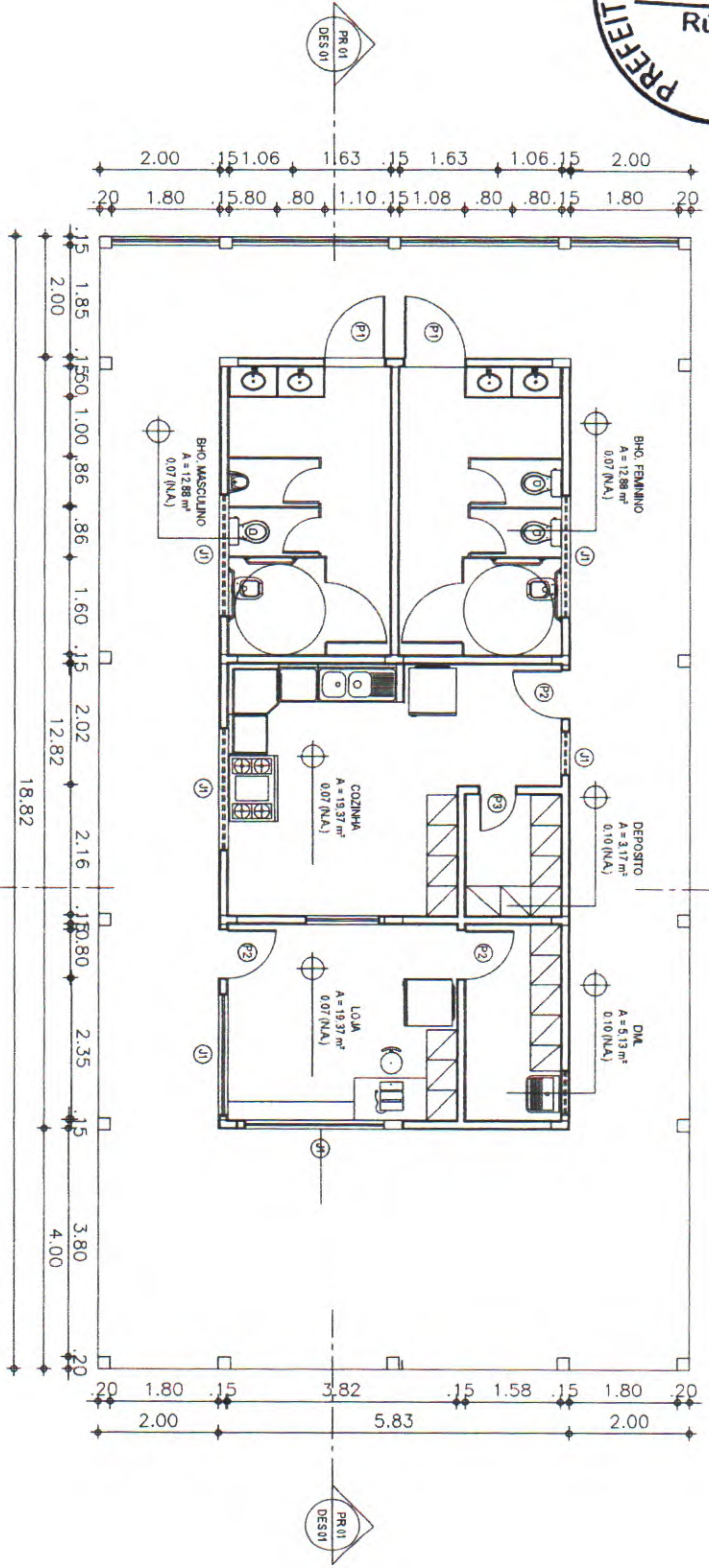 PREFEIT
Rú
PR 01
DES 01
2.00 .15 1.06 1.63 .15 1.63 1.06 .15 2.00
.20 1.80 .15 .80 .80 1.10 .15 1.08 .80 .80 .15 1.80 .20
.15 1.85 .15 .60 1.00 .86 .86 1.60 .15 2.02 2.16 .15 0.80 2.35 .15 3.80 .20
2.00 12.82 4.00
18.82
P1
P1
BHO. MASCULINO
A = 12,88 m²
0.07 (N.A.)
BHO. FEMININO
A = 12,88 m²
0.07 (N.A.)
J1
J1
P2
J1
P3
COZINHA
A = 19,37 m²
0.07 (N.A.)
J1
DEPOSITO
A = 3,17 m²
0.10 (N.A.)
P2
P2
LOJA
A = 19,37 m²
0.07 (N.A.)
DML
A = 5,13 m²
0.10 (N.A.)
J1
J1
.20 1.80 .15 3.82 .15 1.58 .15 1.80 .20
2.00 5.83 2.00
PR 01
DES 01